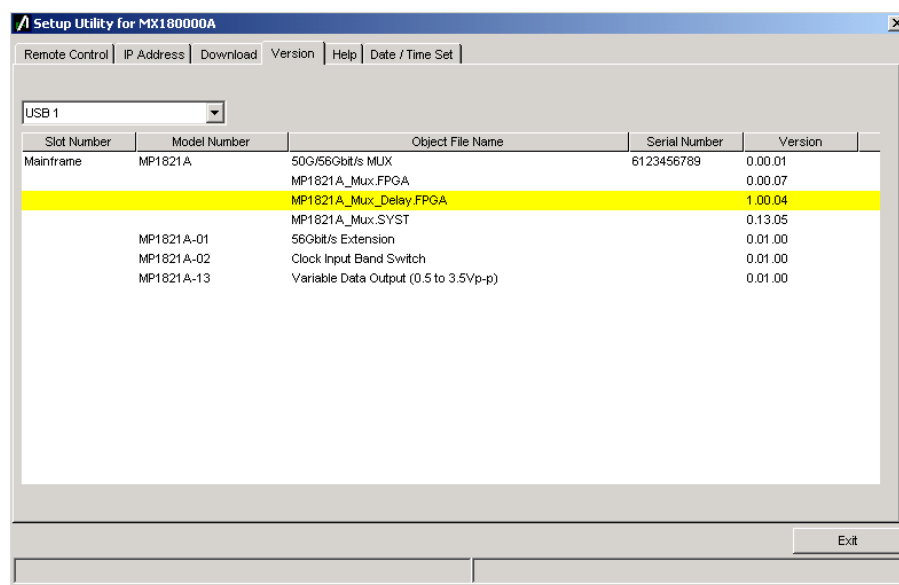 Setup Utility for MX180000A
Remote Control IP Address Download Version Help Date / Time Set
USB 1
Slot Number Model Number Object File Name Serial Number Version
Mainframe MP1821A 50G/56Gbit/s MUX 6123456789 0.00.01
MP1821A_Mux.FPGA 0.00.07
MP1821A_Mux_Delay.FPGA 1.00.04
MP1821A_Mux.SYST 0.13.05
MP1821A-01 56Gbit/s Extension 0.01.00
MP1821A-02 Clock Input Band Switch 0.01.00
MP1821A-13 Variable Data Output (0.5 to 3.5Vp-p) 0.01.00
Exit